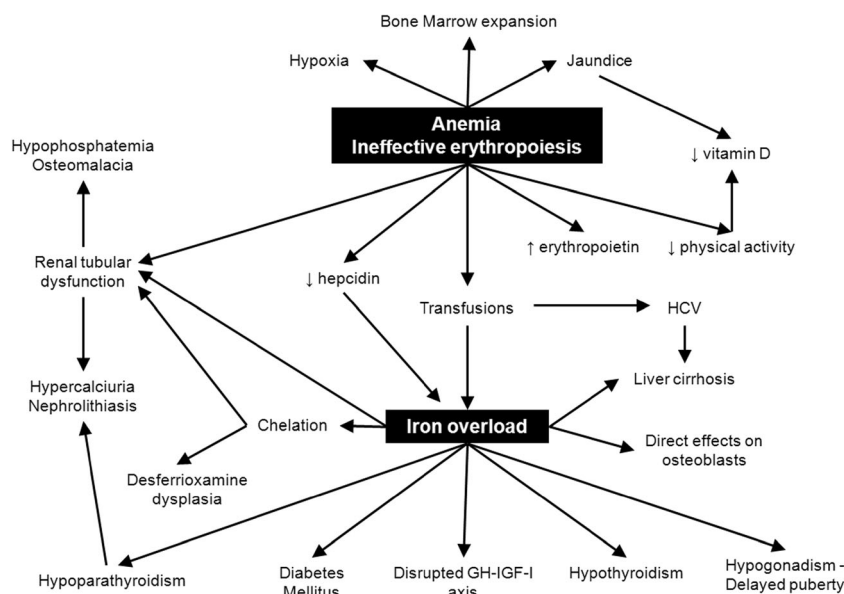 Bone Marrow expansion
Hypoxia
Jaundice
Anemia
Ineffective erythropoiesis
Hypophosphatemia
Osteomalacia
↓ vitamin D
Renal tubular
dysfunction
↓ hepcidin
↑ erythropoietin
↓ physical activity
Transfusions
HCV
Hypercalciuria
Nephrolithiasis
Liver cirrhosis
Chelation
Iron overload
Direct effects on
osteoblasts
Desferrioxamine
dysplasia
Hypoparathyroidism
Diabetes
Mellitus
Disrupted GH-IGF-I
axis
Hypothyroidism
Hypogonadism –
Delayed puberty